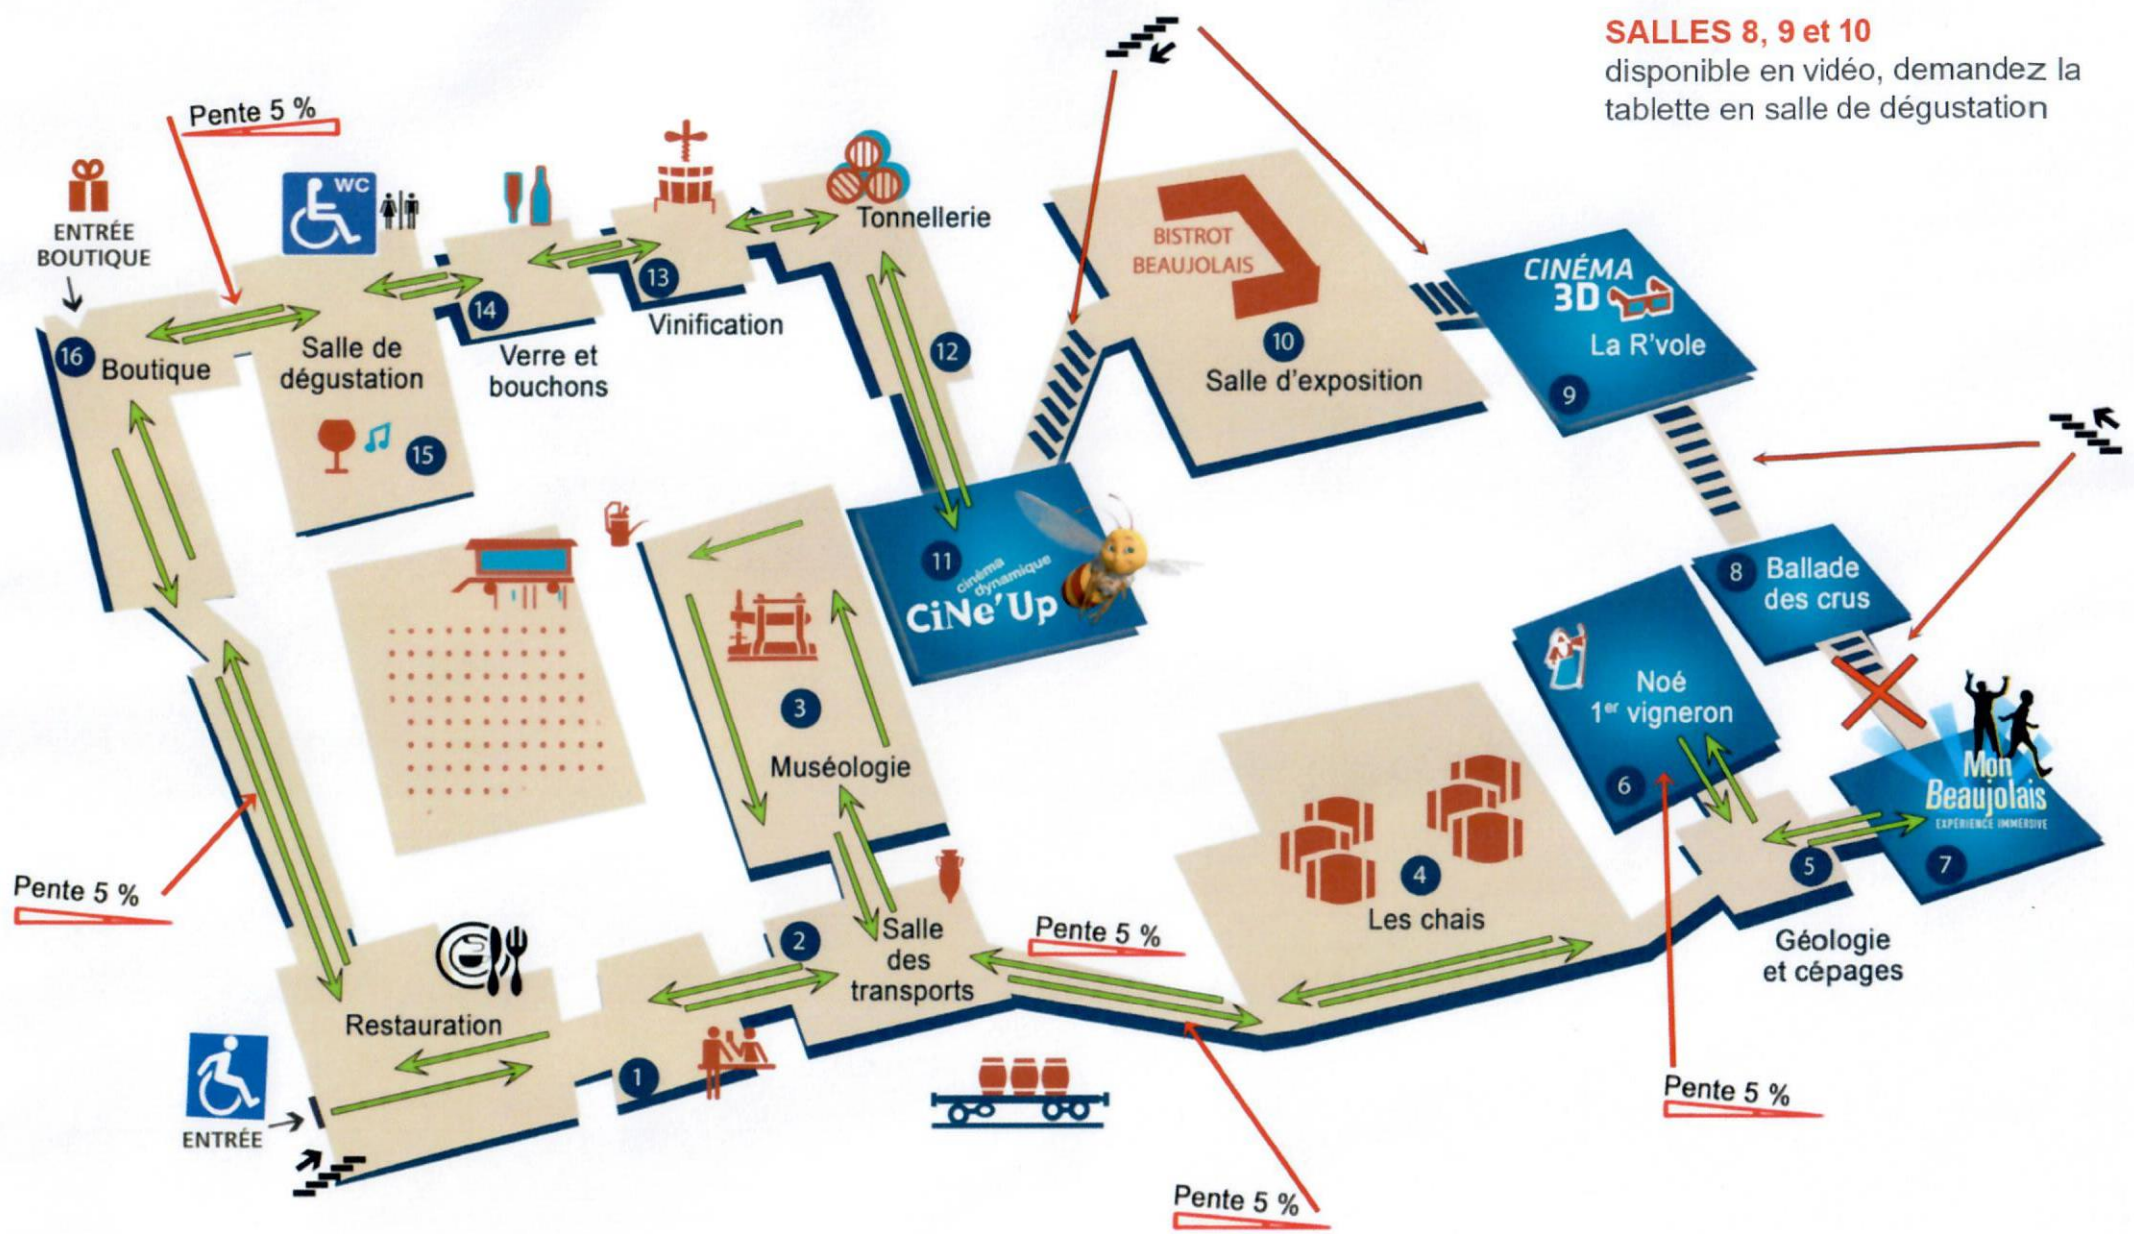 SALLES 8, 9 et 10
disponible en vidéo, demandez la
tablette en salle de dégustation
Pente 5 %
WC
ENTRÉE
BOUTIQUE
Tonnellerie
BISTROT
BEAUJOLAIS
CINÉMA
3D
La R'vole
13
14
Vinification
12
10
Salle d'exposition
9
16
Boutique
Salle de
dégustation
Verre et
bouchons
15
11
cinéma
dynamique
CiNe'Up
8
Ballade
des crus
3
Muséologie
Noé
1er vigneron
6
Mon
Beaujolais
EXPÉRIENCE IMMERSIVE
7
5
Géologie
et cépages
4
Les chais
Pente 5 %
2
Salle
des
transports
Pente 5 %
Restauration
1
ENTRÉE
Pente 5 %
Pente 5 %